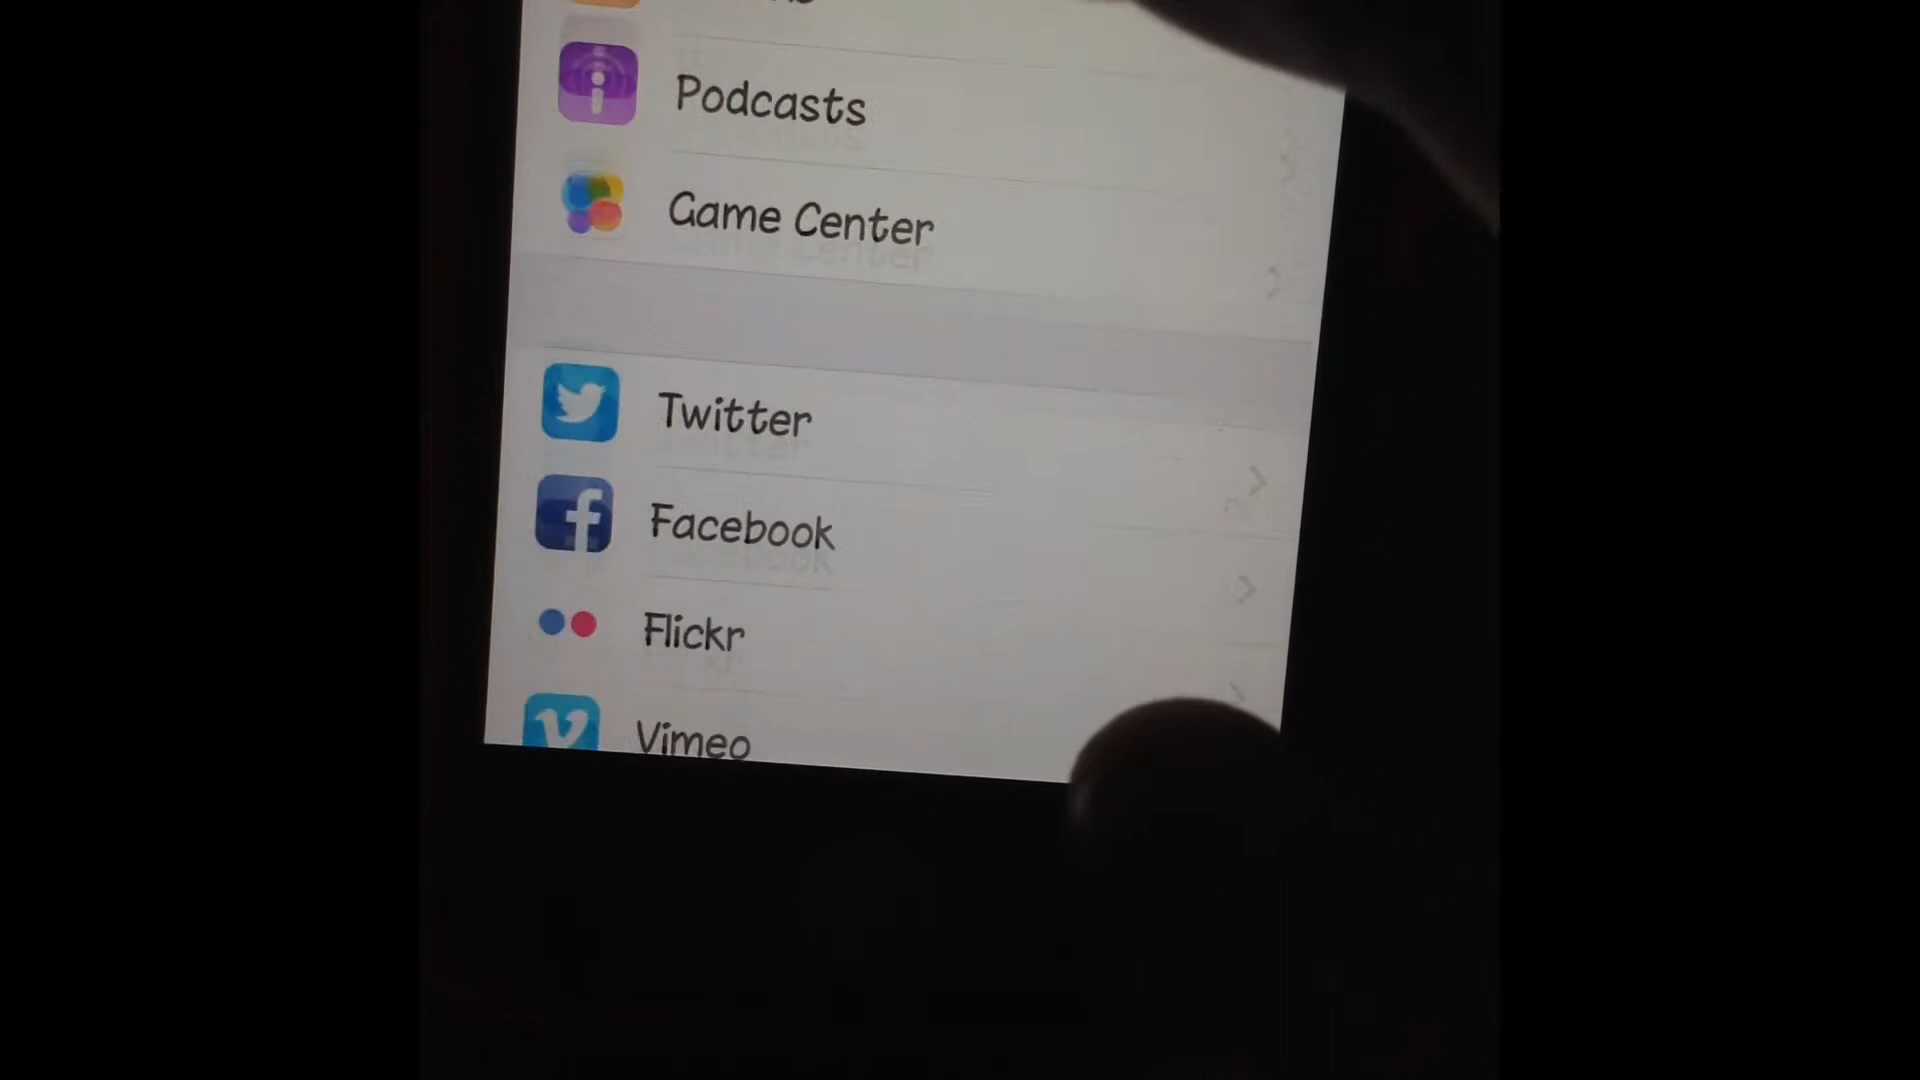 Podcasts
Game Center
Twitter
Facebook
Flickr
Vimeo